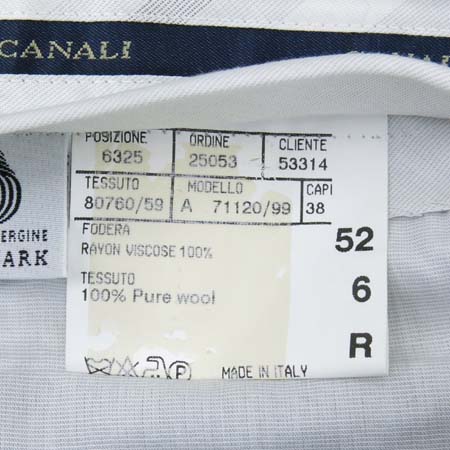 CANALI
POSIZIONE ORDINE CLIENTE
6325 25053 53314
TESSUTO MODELLO CAPI
80760/59 A 71120/99 38
FODERA
RAYON VISCOSE 100%
52
TESSUTO
100% Pure wool
6
R
P
MADE IN ITALY
ERGINE
ARK